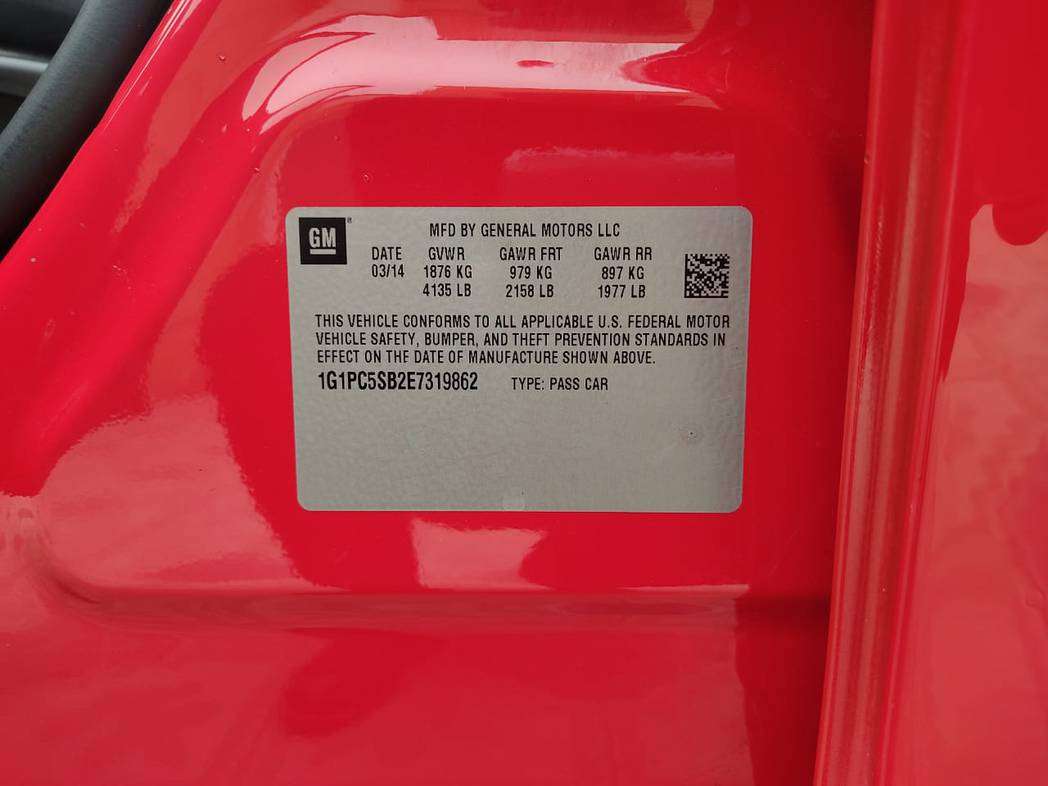 GM
MFD BY GENERAL MOTORS LLC
DATE GVWR GAWR FRT GAWR RR
03/14 1876 KG 979 KG 897 KG
4135 LB 2158 LB 1977 LB
THIS VEHICLE CONFORMS TO ALL APPLICABLE U.S. FEDERAL MOTOR
VEHICLE SAFETY, BUMPER, AND THEFT PREVENTION STANDARDS IN
EFFECT ON THE DATE OF MANUFACTURE SHOWN ABOVE.
1G1PC5SB2E7319862 TYPE: PASS CAR